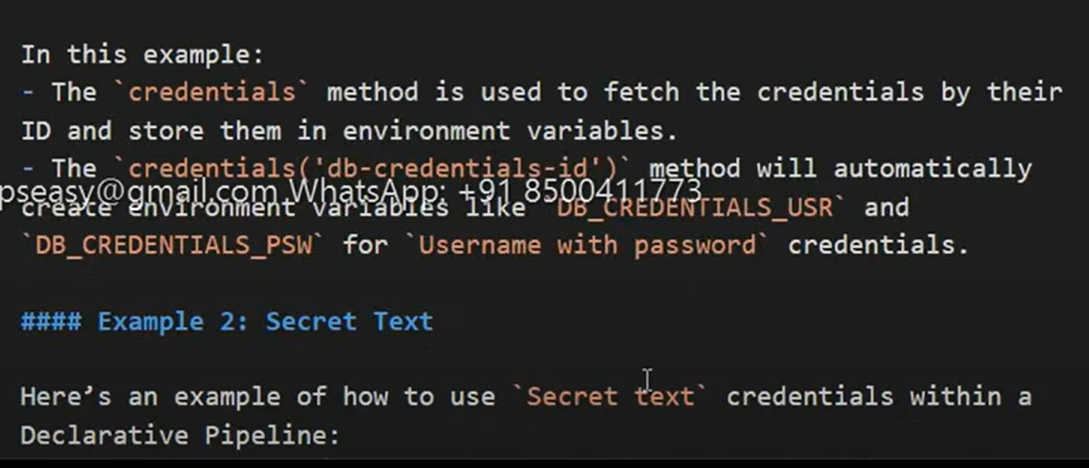 In this example:
- The `credentials` method is used to fetch the credentials by their
ID and store them in environment variables.
- The `credentials('db-credentials-id')` method will automatically
pseasy@gmail.com WhatsApp: +91 8500411773
create environment variables like `DB_CREDENTIALS_USR` and
`DB_CREDENTIALS_PSW` for `Username with password` credentials.
#### Example 2: Secret Text
Here’s an example of how to use `Secret text` credentials within a
Declarative Pipeline: